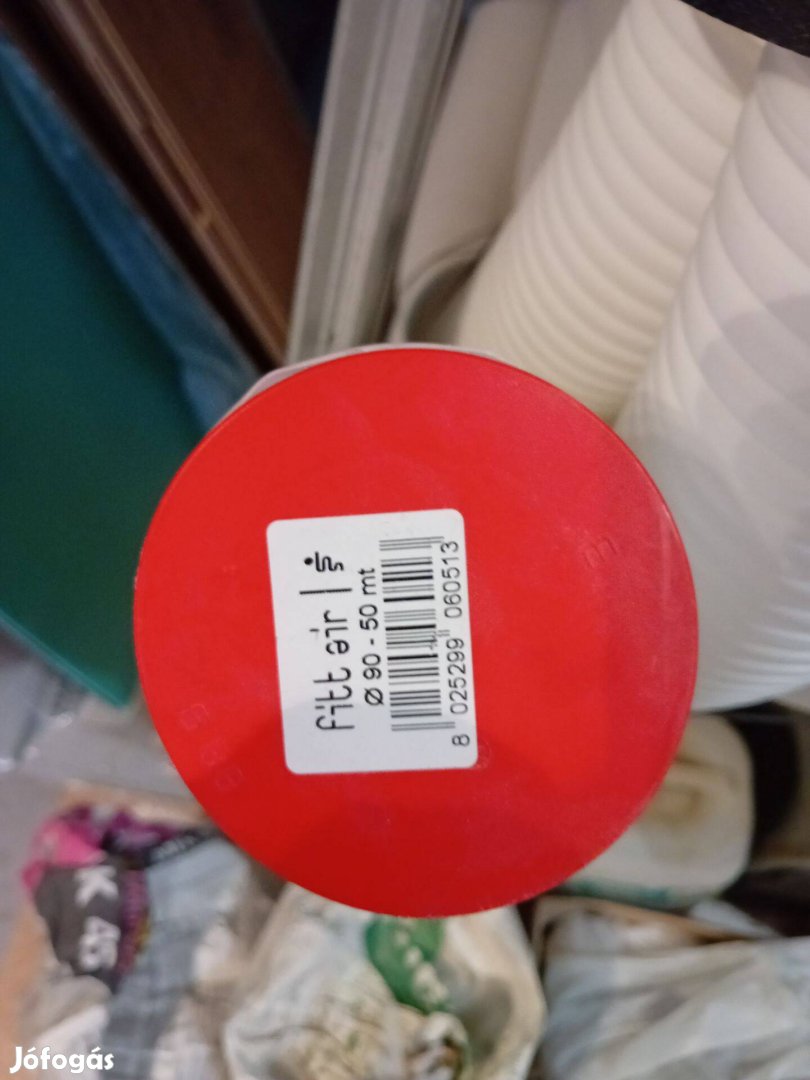 fitt air
Ø 90 - 50 mt
8 025299 060513
K 45
Jófogás